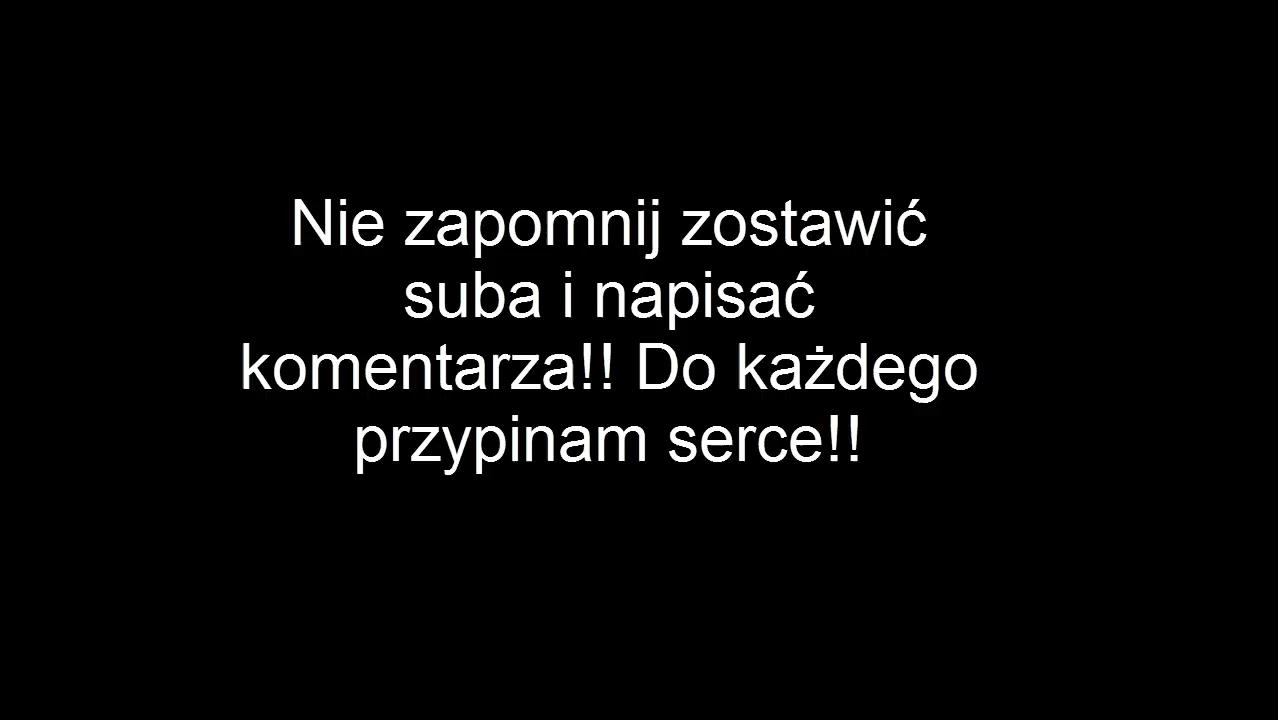 Nie zapomnij zostawić
suba i napisać
komentarza!! Do każdego
przypinam serce!!